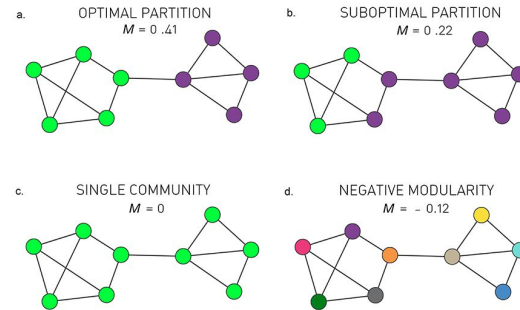 a.
OPTIMAL PARTITION
M = 0 .41
b.
SUBOPTIMAL PARTITION
M = 0.22
c.
SINGLE COMMUNITY
M = 0
d.
NEGATIVE MODULARITY
M = - 0.12